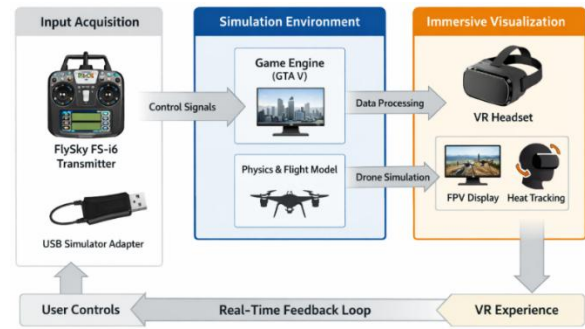 Input Acquisition
FlySky FS-i6
Transmitter
USB Simulator Adapter
Control Signals
Simulation Environment
Game Engine
(GTA V)
Physics & Flight Model
Data Processing
Drone Simulation
Immersive Visualization
VR Headset
FPV Display
Heat Tracking
User Controls
Real-Time Feedback Loop
VR Experience